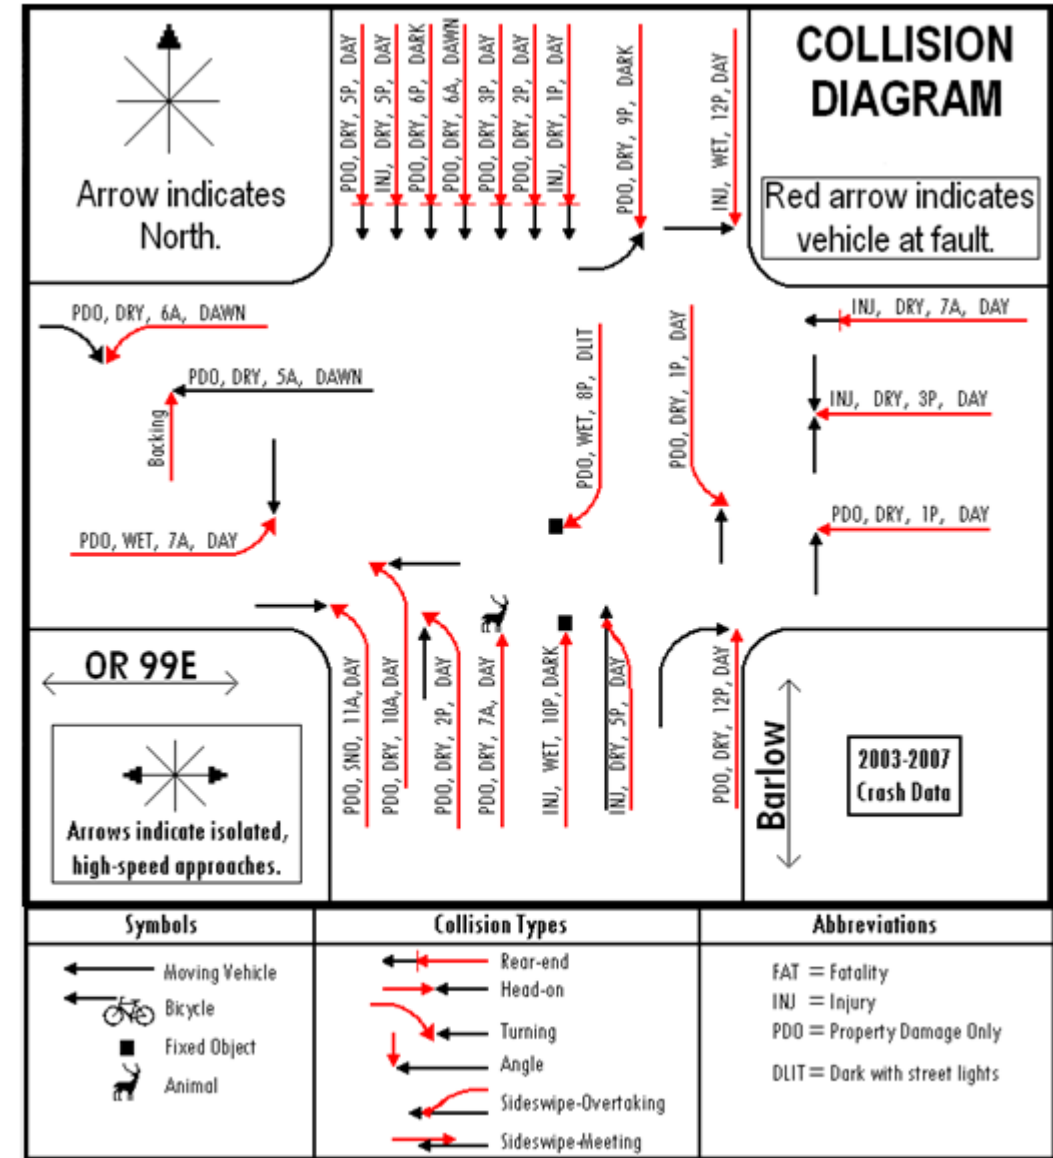 COLLISION
DIAGRAM
Arrow indicates
North.
PDO, DRY, 5P, DAY
INJ, DRY, 5P, DAY
PDO, DRY, 6P, DARK
PDO, DRY, 6A, DAWN
PDO, DRY, 3P, DAY
PDO, DRY, 2P, DAY
INJ, DRY, 1P, DAY
PDO, DRY, 9P, DARK
INJ, WET, 12P, DAY
Red arrow indicates
vehicle at fault.
PDO, DRY, 6A, DAWN
PDO, DRY, 5A, DAWN
Backing
PDO, WET, 7A, DAY
PDO, WET, 8P, DLIT
PDO, DRY, 1P, DAY
INJ, DRY, 7A, DAY
INJ, DRY, 3P, DAY
PDO, DRY, 1P, DAY
OR 99E
PDO, SNO, 11A, DAY
PDO, DRY, 10A, DAY
PDO, DRY, 2P, DAY
PDO, DRY, 7A, DAY
INJ, WET, 10P, DARK
INJ, DRY, 5P, DAY
PDO, DRY, 12P, DAY
Barlow
2003-2007
Crash Data
Arrows indicate isolated,
high-speed approaches.
Symbols
Moving Vehicle
Bicycle
Fixed Object
Animal
Collision Types
Rear-end
Head-on
Turning
Angle
Sideswipe-Overtaking
Sideswipe-Meeting
Abbreviations
FAT = Fatality
INJ = Injury
PDO = Property Damage Only
DLIT = Dark with street lights